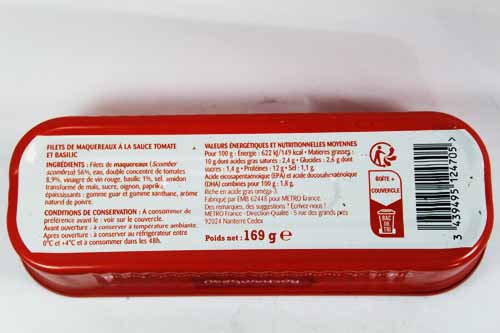 FILETS DE MAQUEREAUX À LA SAUCE TOMATE
ET BASILIC
INGRÉDIENTS : Filets de maquereaux (Scomber
scombrus) 56%, eau, double concentré de tomates
8,9%, vinaigre de vin rouge, basilic 1%, sel, amidon
transformé de maïs, sucre, oignon, paprika,
épaississants : gomme guar et gomme xanthane, arôme
naturel de poivre.
CONDITIONS DE CONSERVATION : À consommer de
préférence avant le : voir sur le couvercle.
Avant ouverture : à conserver à température ambiante.
Après ouverture : à conserver au réfrigérateur entre
0°C et +4°C et à consommer dans les 48h.
VALEURS ÉNERGÉTIQUES ET NUTRITIONNELLES MOYENNES
Pour 100 g : Énergie : 622 kJ/149 kcal • Matières grasses :
10 g dont acides gras saturés : 2,4 g • Glucides : 2,6 g dont
sucres : 1,4 g • Protéines : 12 g • Sel : 1,1 g.
Acide eicosapentaénoïque (EPA) et acide docosahexaénoïque
(DHA) combinés pour 100 g : 1,8 g.
Riche en acide gras oméga-3.
Fabriqué par EMB 62448 pour METRO France.
Des remarques, des suggestions ? Écrivez-nous !
METRO France - Direction Qualité - 5 rue des grands prés
92024 Nanterre Cedex
Poids net : 169 g e
BOÎTE +
COUVERCLE
BAC
DE TRI
3 439495 124705